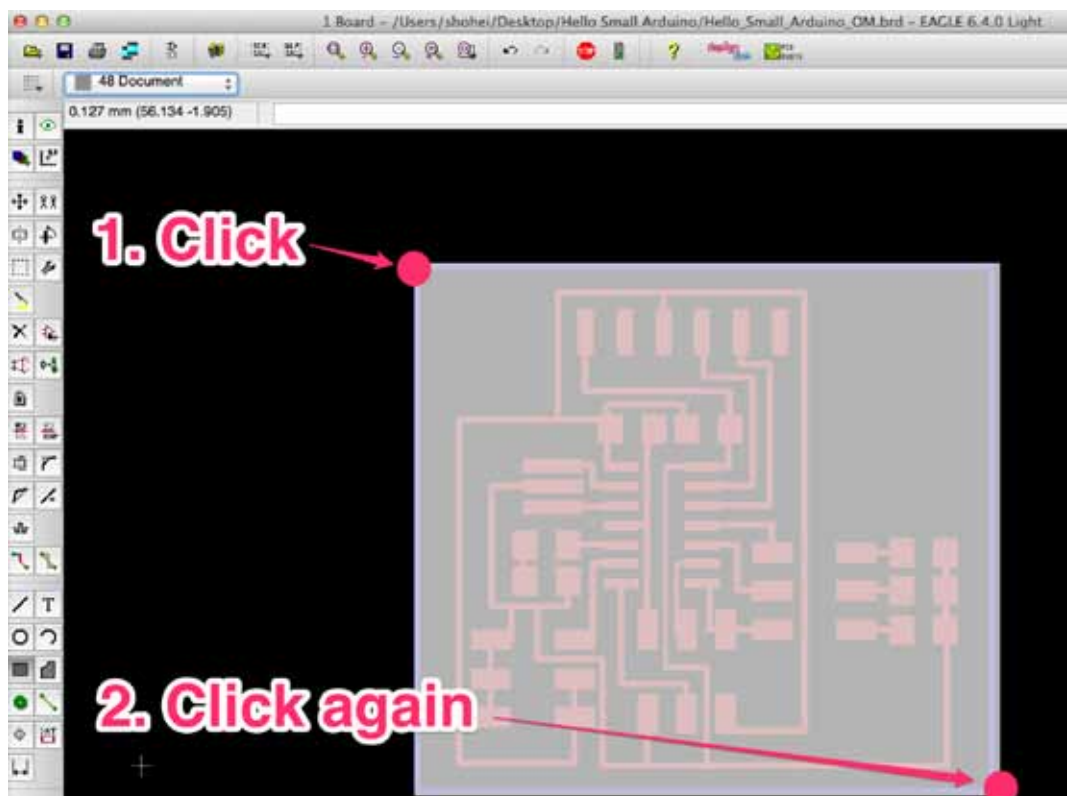 1 Board - /Users/shohei/Desktop/Hello Small Arduino/Hello_Small_Arduino_OM.brd - EAGLE 6.4.0 Light
STOP
?
48 Document
0.127 mm (56.134 -1.905)
i
1. Click
T
2. Click again